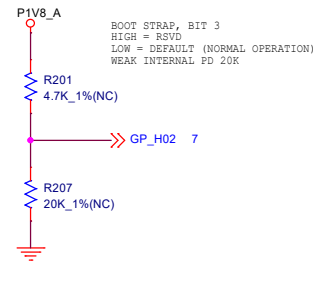 P1V8_A
BOOT STRAP, BIT 3
HIGH = RSVD
LOW = DEFAULT (NORMAL OPERATION)
WEAK INTERNAL PD 20K
R201
4.7K_1%(NC)
GP_H02 7
R207
20K_1%(NC)